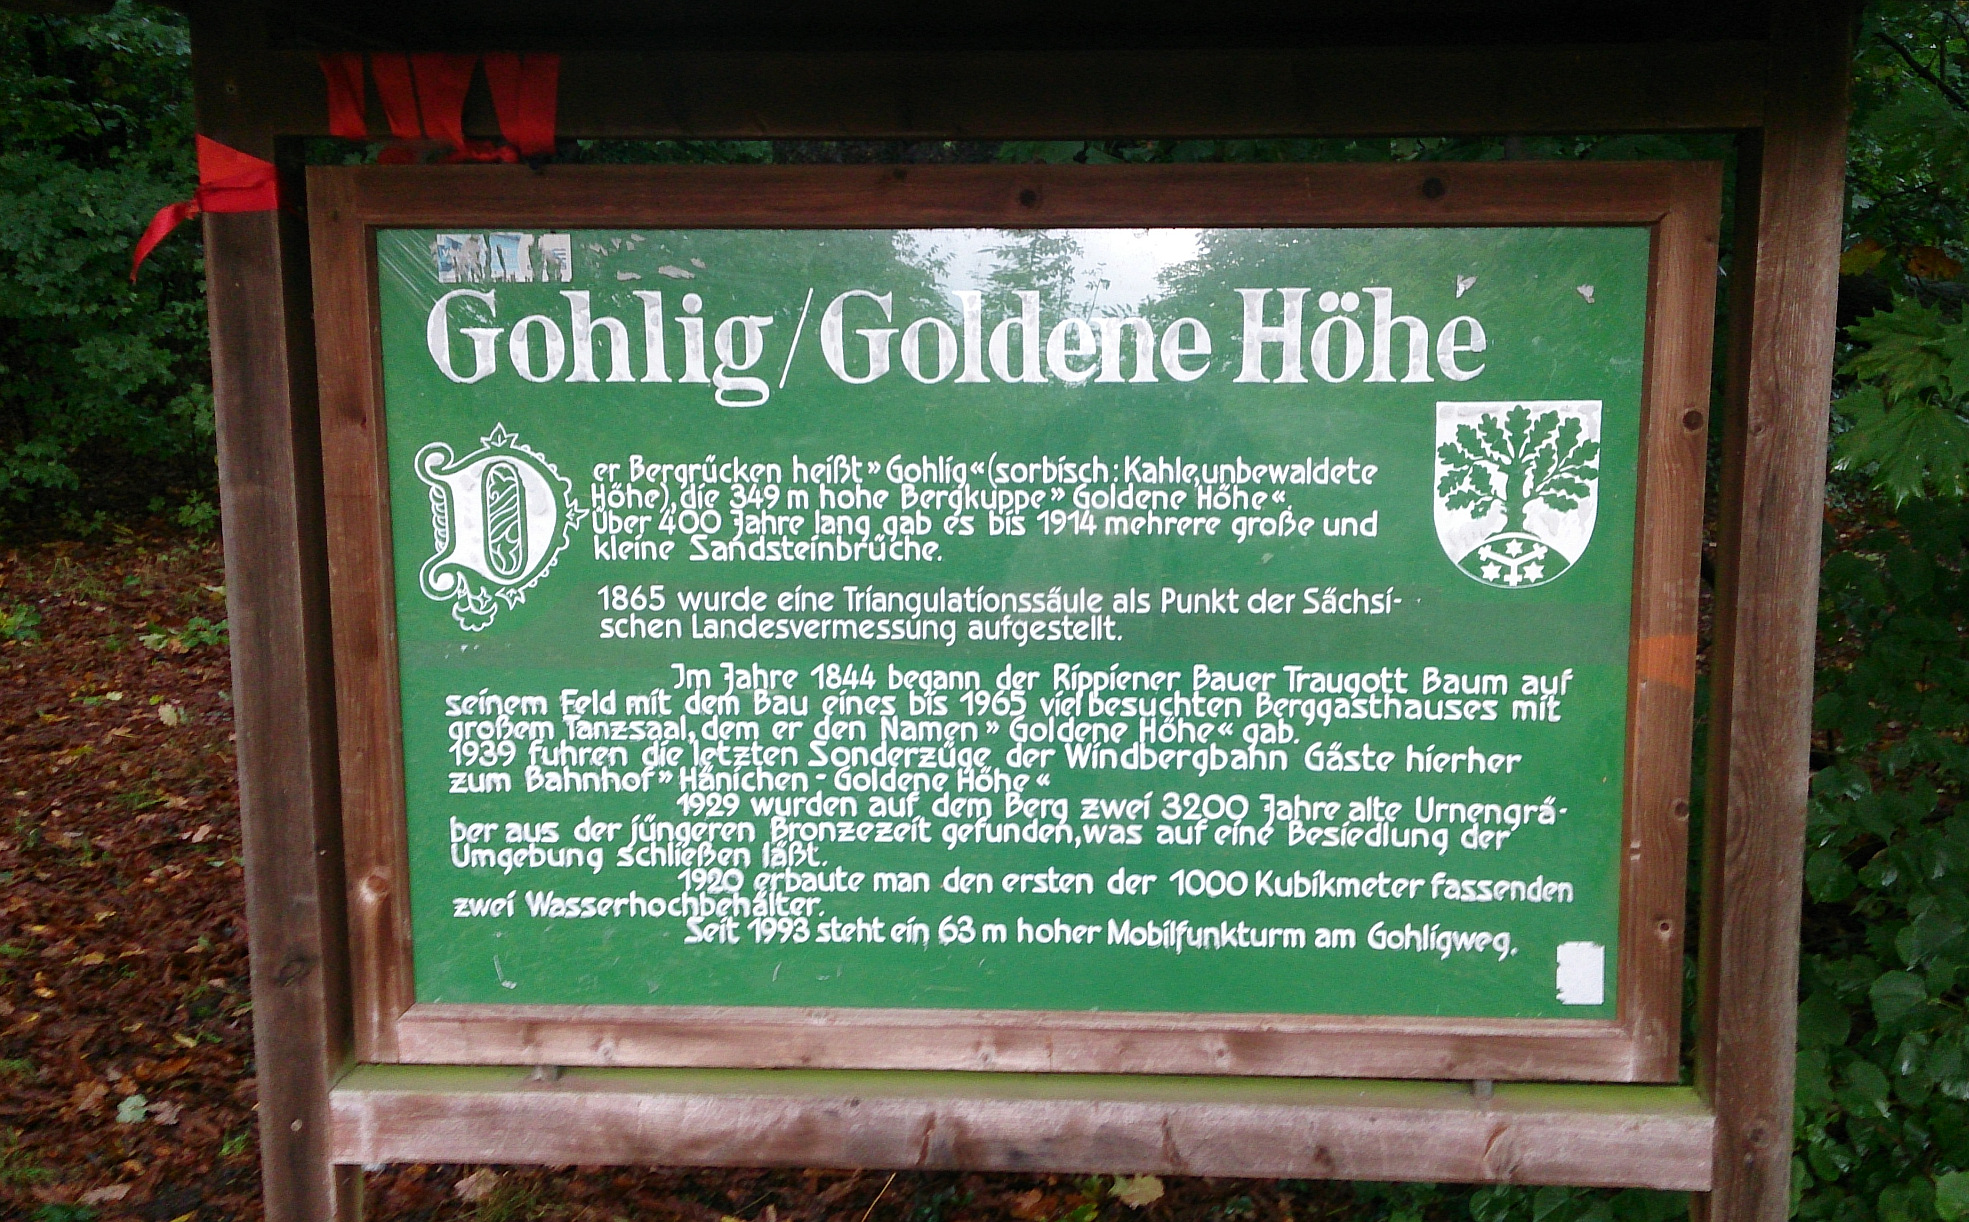 Gohlig/Goldene Höhe
Der Bergrücken heißt »Gohlig« (sorbisch: Kahle, unbewaldete
Höhe), die 349 m hohe Bergkuppe »Goldene Höhe«.
Über 400 Jahre lang gab es bis 1914 mehrere große und
kleine Sandsteinbrüche.
1865 wurde eine Triangulationssäule als Punkt der Sächsi-
schen Landesvermessung aufgestellt.
Im Jahre 1844 begann der Rippiener Bauer Traugott Baum auf
seinem Feld mit dem Bau eines bis 1965 viel besuchten Berggasthauses mit
großem Tanzsaal, dem er den Namen »Goldene Höhe« gab.
1939 fuhren die letzten Sonderzüge der Windbergbahn Gäste hierher
zum Bahnhof »Hänichen - Goldene Höhe«
1929 wurden auf dem Berg zwei 3200 Jahre alte Urnengrä-
ber aus der jüngeren Bronzezeit gefunden, was auf eine Besiedlung der
Umgebung schließen läßt.
1920 erbaute man den ersten der 1000 Kubikmeter fassenden
zwei Wasserhochbehälter.
Seit 1993 steht ein 63 m hoher Mobilfunkturm am Gohligweg.